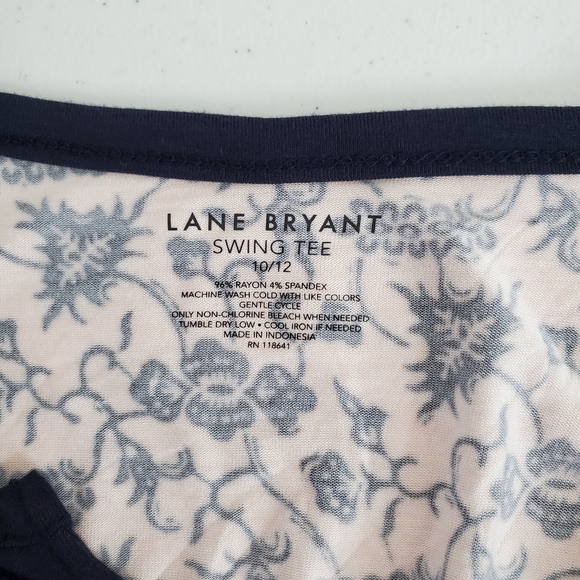 LANE BRYANT
SWING TEE
10/12
96% RAYON 4% SPANDEX
MACHINE WASH COLD WITH LIKE COLORS
GENTLE CYCLE
ONLY NON-CHLORINE BLEACH WHEN NEEDED
TUMBLE DRY LOW • COOL IRON IF NEEDED
MADE IN INDONESIA
RN 118641